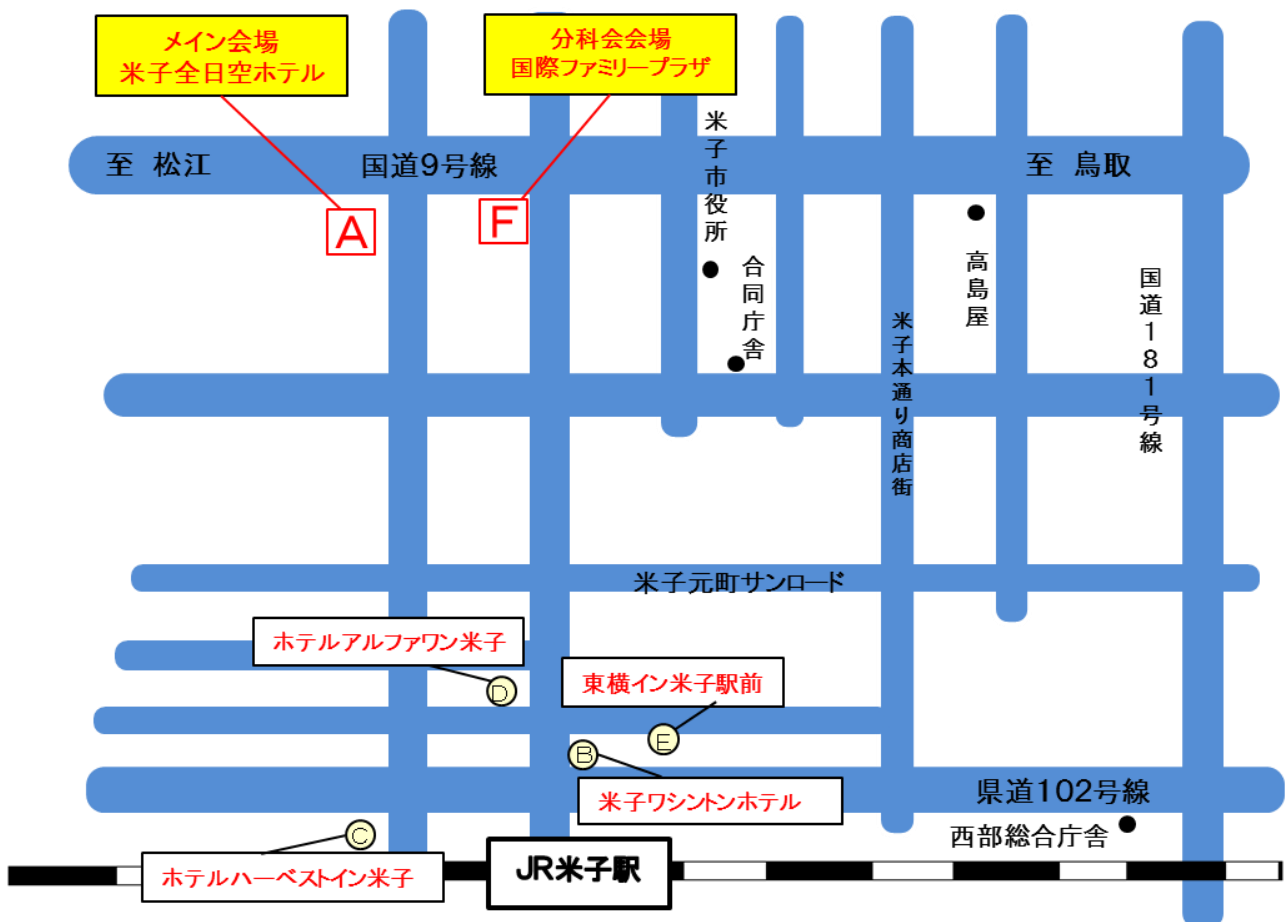 メイン会場
米子全日空ホテル
分科会会場
国際ファミリープラザ
至 松江
国道9号線
至 鳥取
A
F
米子市役所
合同庁舎
高島屋
国道181号線
米子本通り商店街
米子元町サンロード
ホテルアルファワン米子
D
東横イン米子駅前
E
B
米子ワシントンホテル
県道102号線
西部総合庁舎
C
ホテルハーベストイン米子
JR米子駅